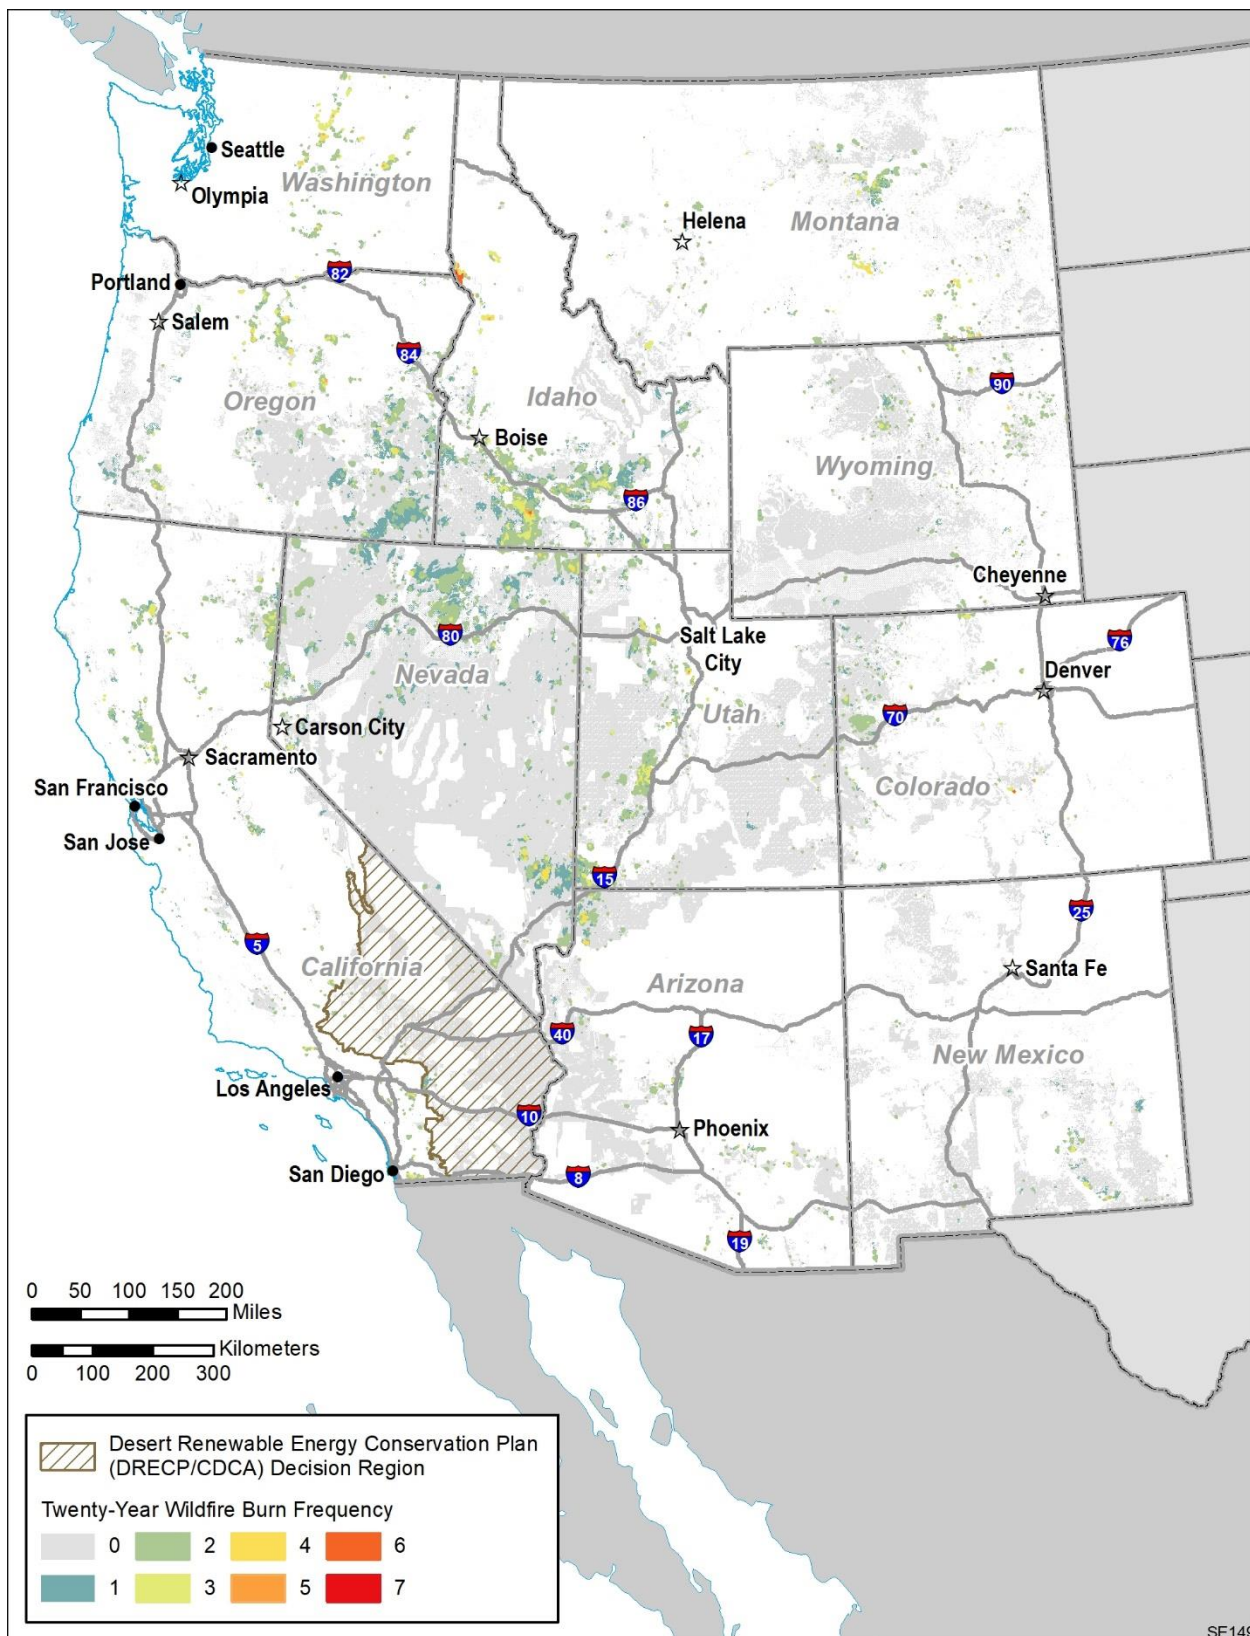 Seattle
Washington
Olympia
Helena
Montana
82
Portland
Salem
84
90
Oregon
Idaho
Boise
Wyoming
86
Cheyenne
80
Salt Lake
City
76
Nevada
Denver
Utah
70
Carson City
Sacramento
Colorado
San Francisco
San Jose
15
25
5
California
Santa Fe
Arizona
40
17
New Mexico
Los Angeles
10
Phoenix
San Diego
8
19
0 50 100 150 200
Miles
Kilometers
0 100 200 300
Desert Renewable Energy Conservation Plan
(DRECP/CDCA) Decision Region
Twenty-Year Wildfire Burn Frequency
0 2 4 6
1 3 5 7
SE149